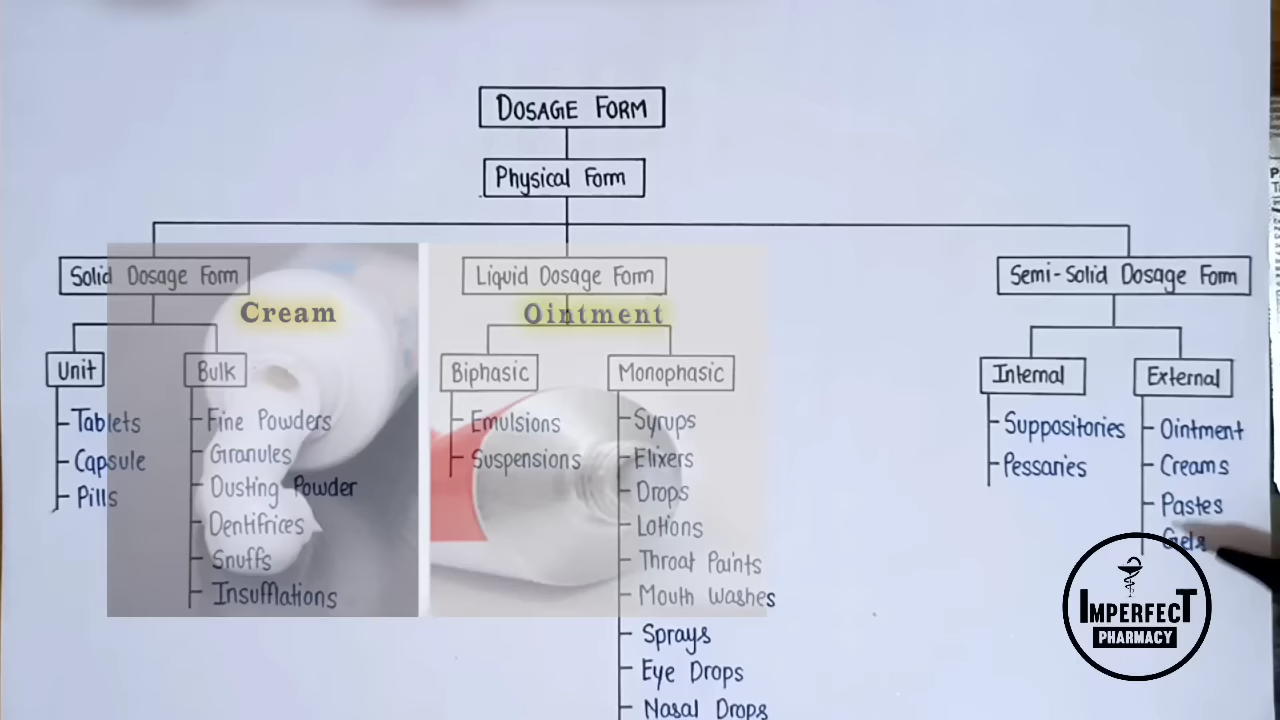 DOSAGE FORM
Physical Form
Solid Dosage Form
Liquid Dosage Form
Semi-Solid Dosage Form
Cream
Ointment
Unit
Bulk
Biphasic
Monophasic
Internal
External
Tablets
Capsule
Pills
Fine Powders
Granules
Dusting Powder
Dentifrices
Snuffs
Insufflations
Emulsions
Suspensions
Syrups
Elixers
Drops
Lotions
Throat Paints
Mouth Washes
Sprays
Eye Drops
Nasal Drops
Suppositories
Pessaries
Ointment
Creams
Pastes
Gels
IMPERFECT
PHARMACY